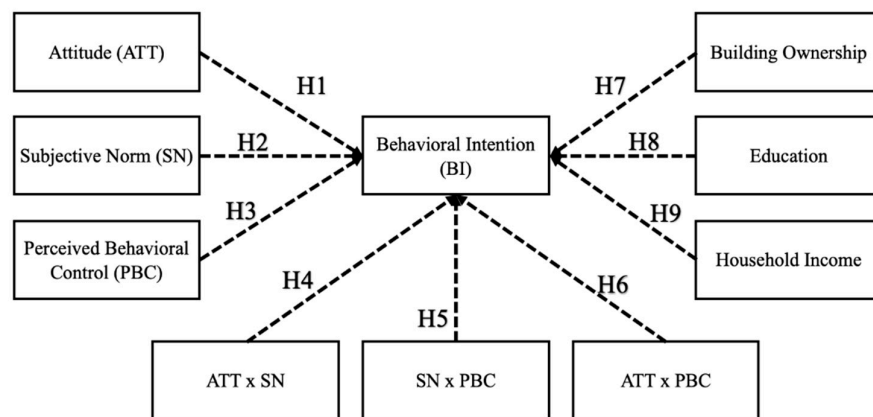 Attitude (ATT)
H1
Subjective Norm (SN)
H2
Perceived Behavioral
Control (PBC)
H3
Behavioral Intention
(BI)
Building Ownership
H7
Education
H8
Household Income
H9
H4
H5
H6
ATT x SN
SN x PBC
ATT x PBC